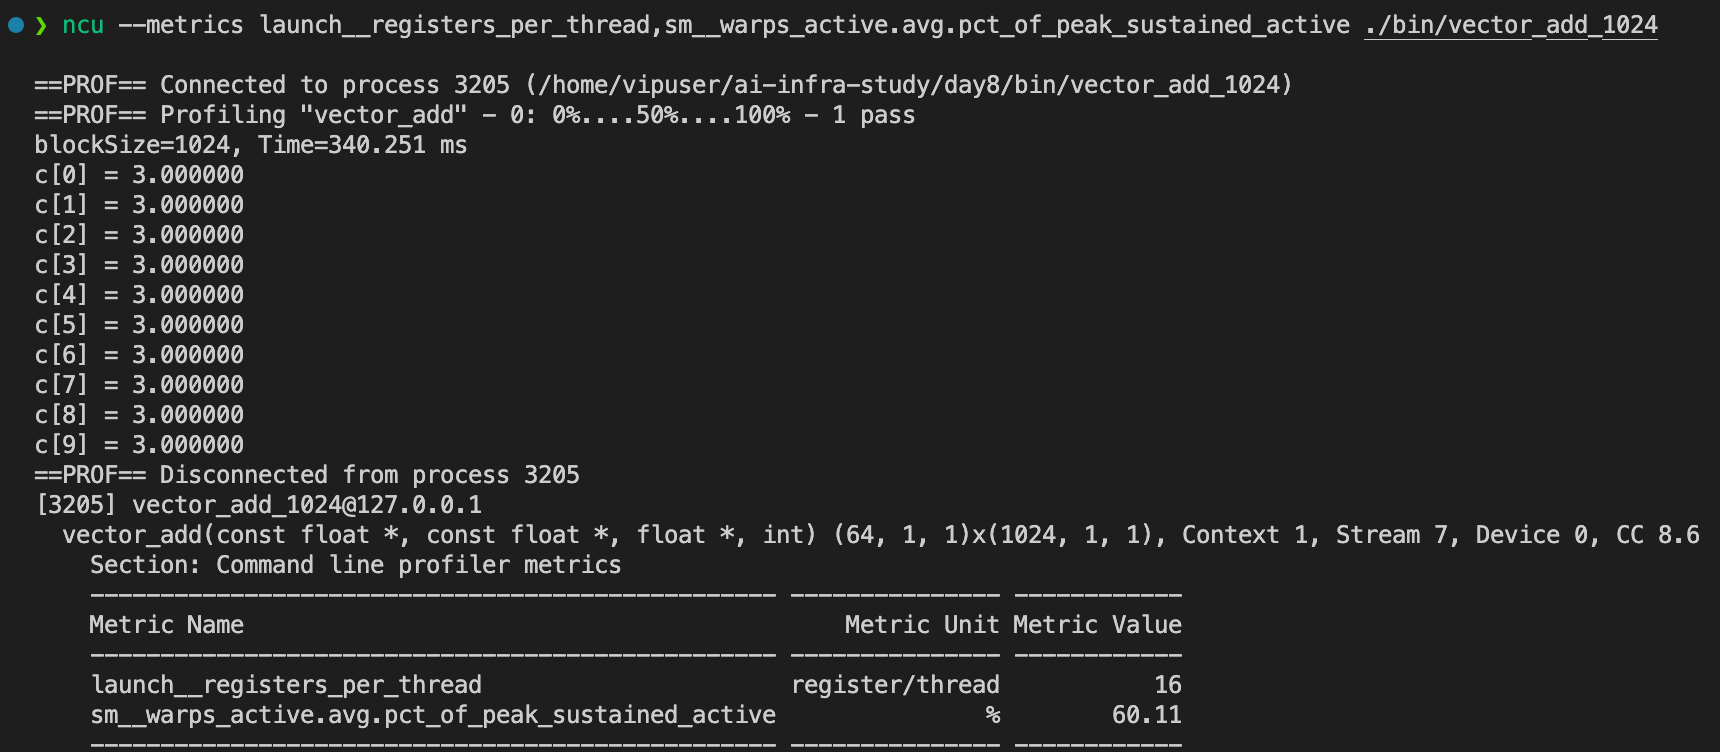 ❯ ncu --metrics launch__registers_per_thread,sm__warps_active.avg.pct_of_peak_sustained_active ./bin/vector_add_1024
==PROF== Connected to process 3205 (/home/vipuser/ai-infra-study/day8/bin/vector_add_1024)
==PROF== Profiling "vector_add" - 0: 0%....50%....100% - 1 pass
blockSize=1024, Time=340.251 ms
c[0] = 3.000000
c[1] = 3.000000
c[2] = 3.000000
c[3] = 3.000000
c[4] = 3.000000
c[5] = 3.000000
c[6] = 3.000000
c[7] = 3.000000
c[8] = 3.000000
c[9] = 3.000000
==PROF== Disconnected from process 3205
[3205] vector_add_1024@127.0.0.1
  vector_add(const float *, const float *, float *, int) (64, 1, 1)x(1024, 1, 1), Context 1, Stream 7, Device 0, CC 8.6
    Section: Command line profiler metrics
    ------------------------------------------------- --------------- ------------
    Metric Name                                           Metric Unit Metric Value
    ------------------------------------------------- --------------- ------------
    launch__registers_per_thread                      register/thread           16
    sm__warps_active.avg.pct_of_peak_sustained_active               %        60.11
    ------------------------------------------------- --------------- ------------